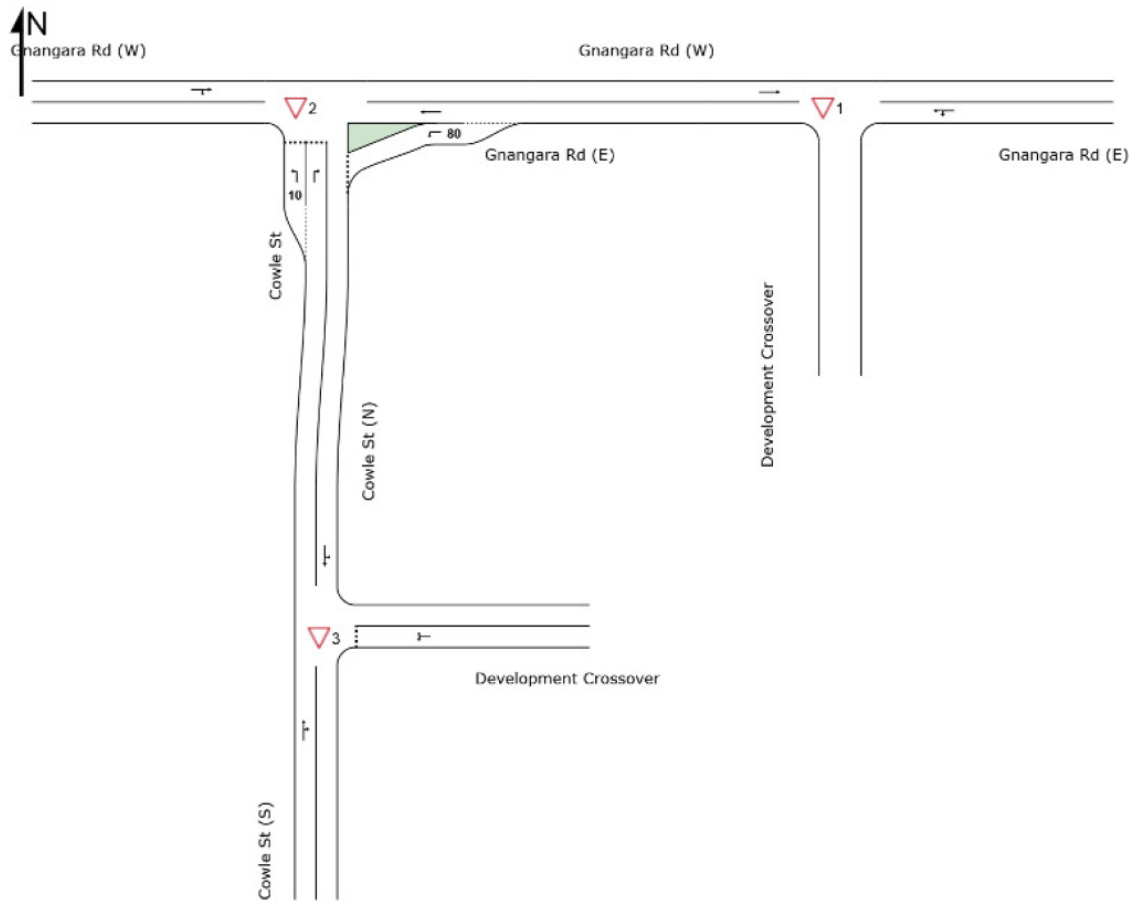 N
Gnangara Rd (W)
Gnangara Rd (W)
2
1
80
Gnangara Rd (E)
Gnangara Rd (E)
10
Cowle St
Development Crossover
Cowle St (N)
3
Development Crossover
Cowle St (S)